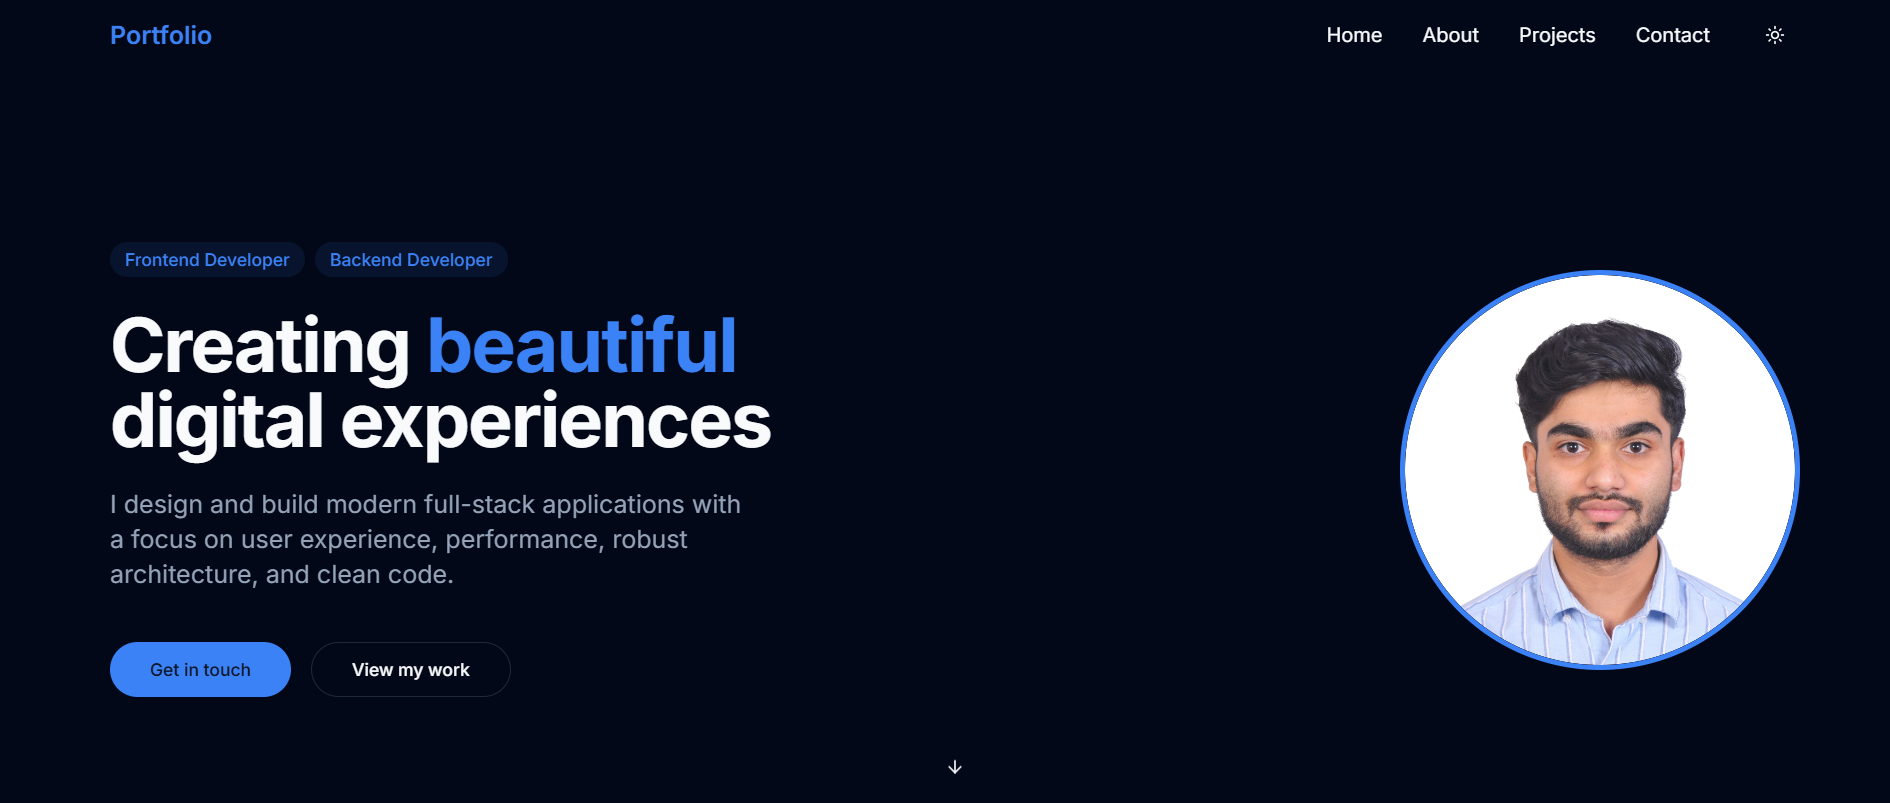 Portfolio
Home
About
Projects
Contact
Frontend Developer
Backend Developer
Creating beautiful
digital experiences
I design and build modern full-stack applications with
a focus on user experience, performance, robust
architecture, and clean code.
Get in touch
View my work